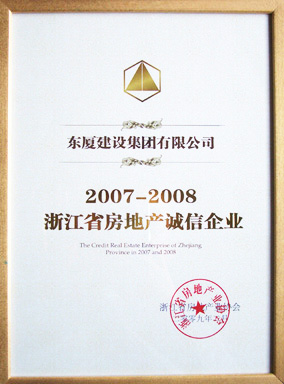 东厦建设集团有限公司
2007-2008
浙江省房地产诚信企业
The Credit Real Estate Enterprise of Zhejiang
Province in 2007 and 2008
浙江省房地产业协会